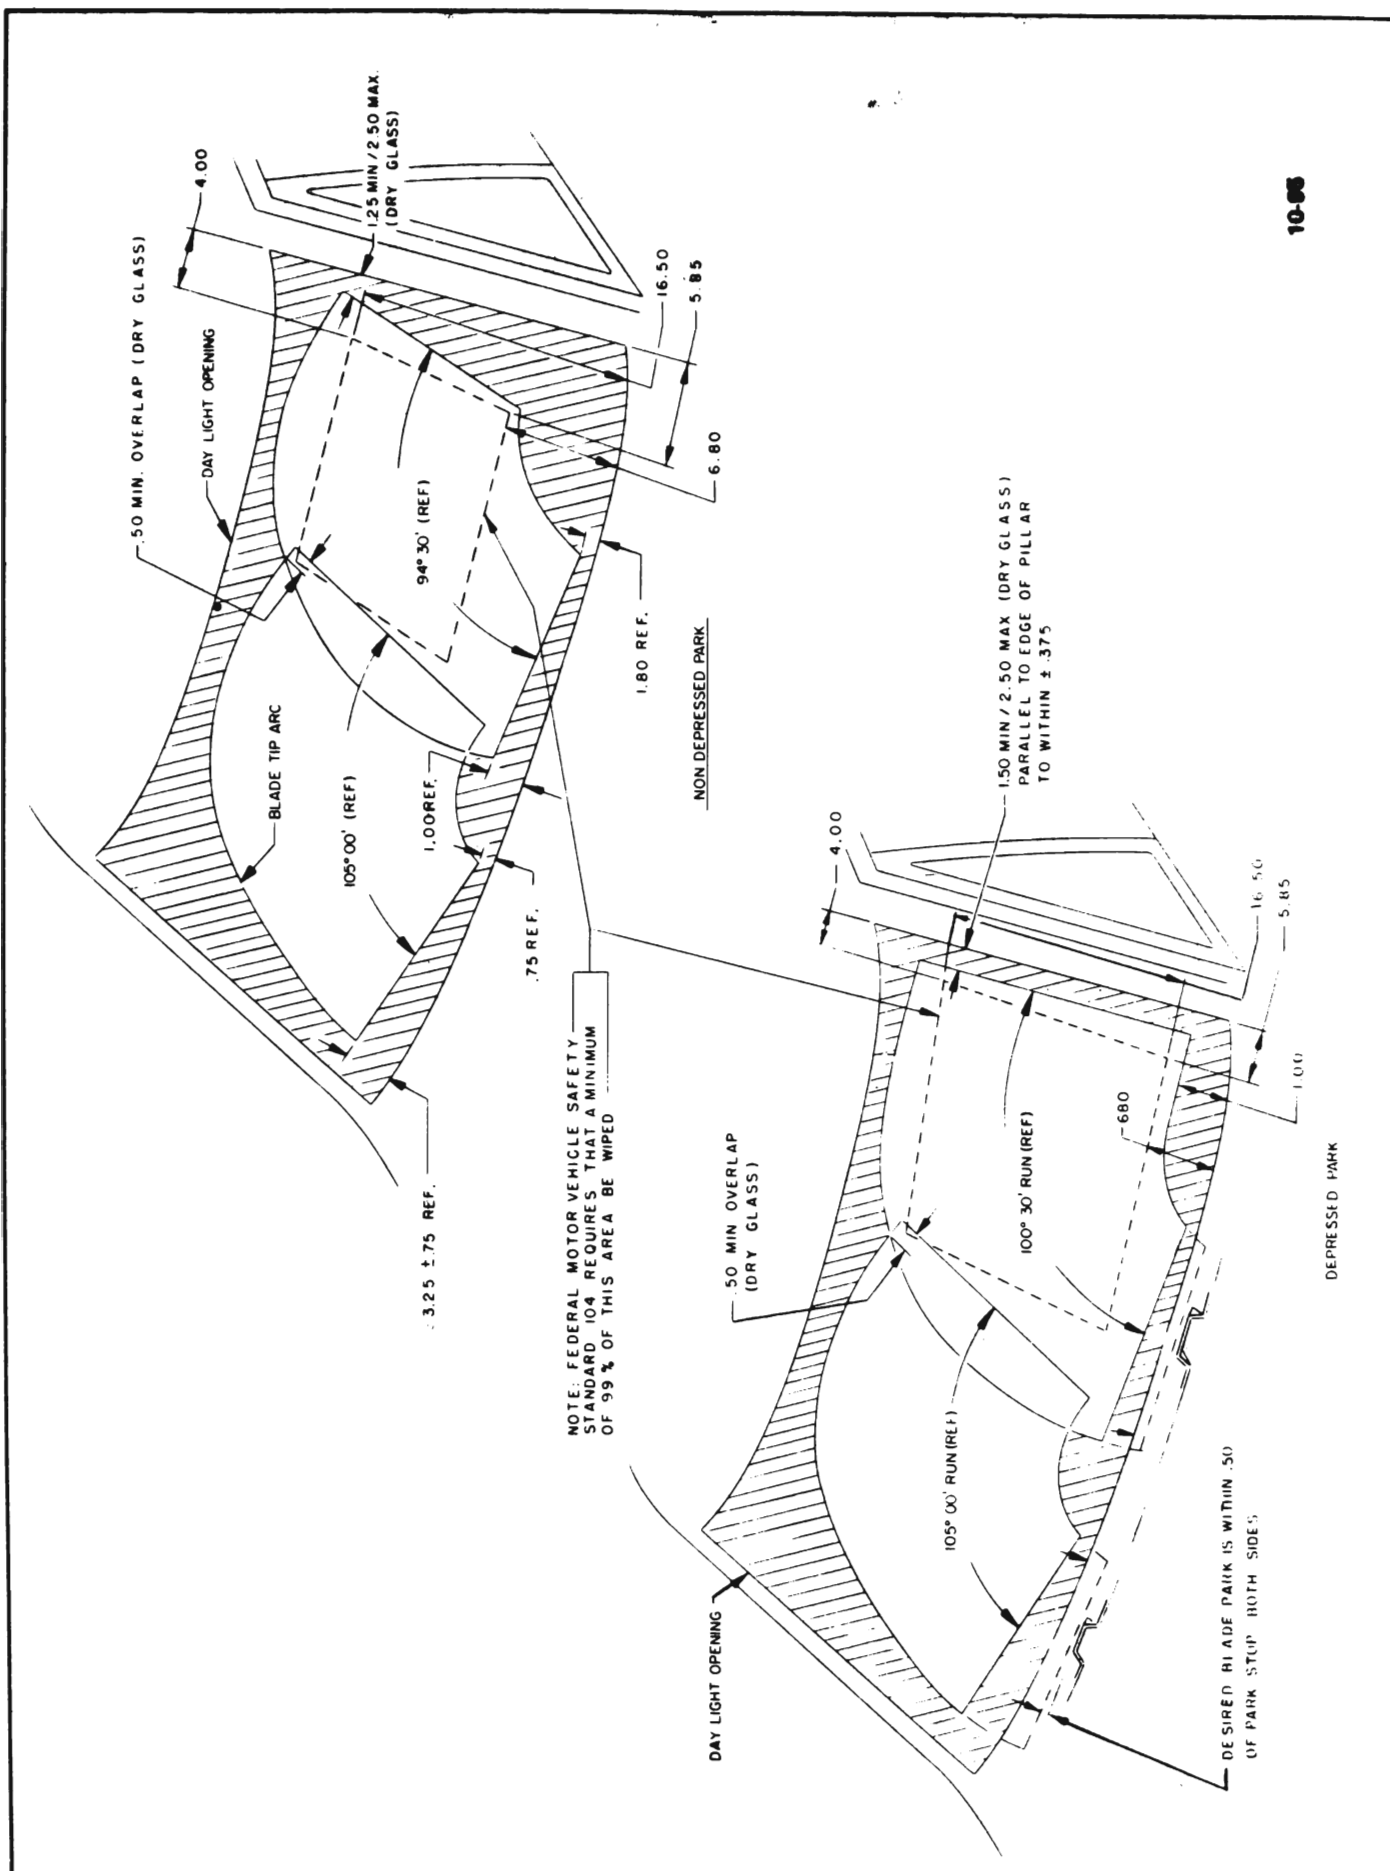 .50 MIN. OVERLAP (DRY GLASS)
DAY LIGHT OPENING
4.00
1.25 MIN/2.50 MAX.
(DRY GLASS)
16.50
5.85
6.80
94° 30' (REF)
1.80 REF.
105° 00' (REF)
BLADE TIP ARC
1.00 REF.
.75 REF.
3.25 ±.75 REF.
NON DEPRESSED PARK
NOTE: FEDERAL MOTOR VEHICLE SAFETY
STANDARD 104 REQUIRES THAT A MINIMUM
OF 99 % OF THIS AREA BE WIPED
1.50 MIN/2.50 MAX (DRY GLASS)
PARALLEL TO EDGE OF PILLAR
TO WITHIN ± .375
4.00
16.50
5.85
1.00
.50 MIN OVERLAP
(DRY GLASS)
680
100° 30' RUN (REF)
105° 00' RUN (REF)
DAY LIGHT OPENING
DESIRED BLADE PARK IS WITHIN .50
OF PARK STOP BOTH SIDES
DEPRESSED PARK